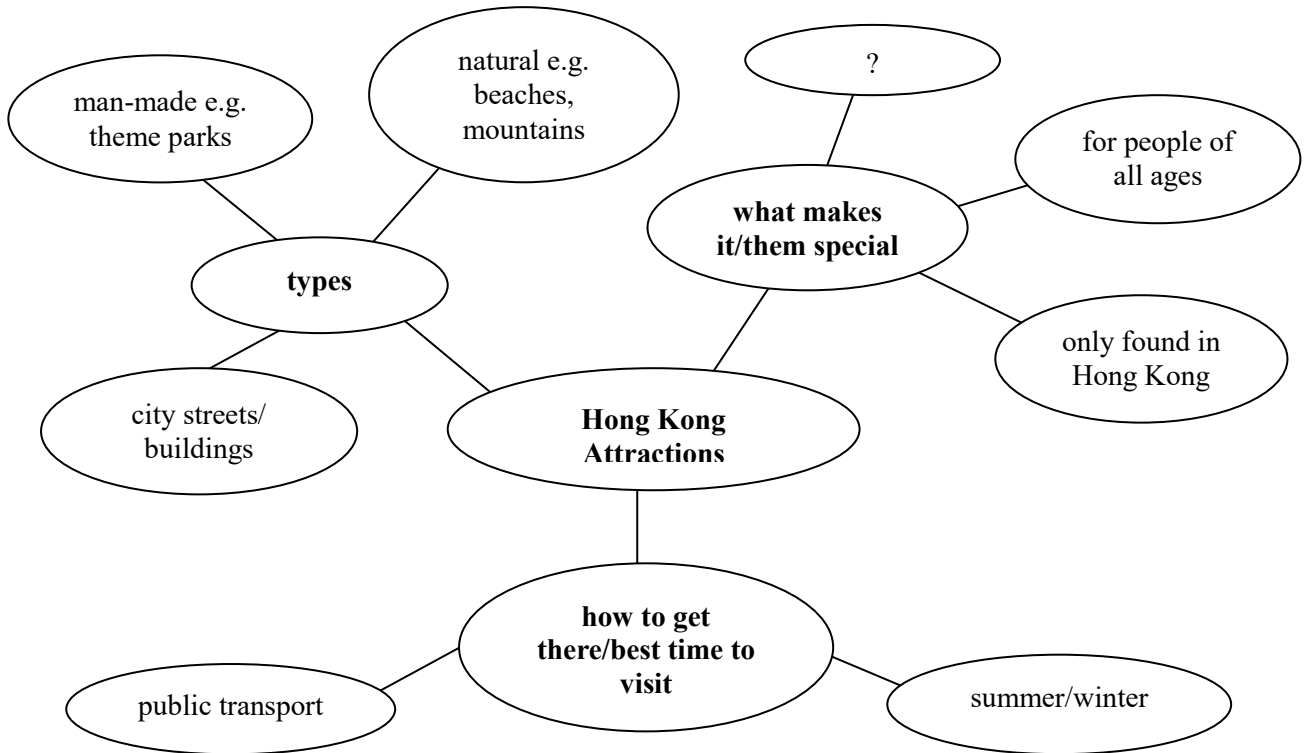 man-made e.g.
theme parks
natural e.g.
beaches,
mountains
types
city streets/
buildings
?
what makes
it/them special
for people of
all ages
only found in
Hong Kong
Hong Kong
Attractions
how to get
there/best time to
visit
public transport
summer/winter